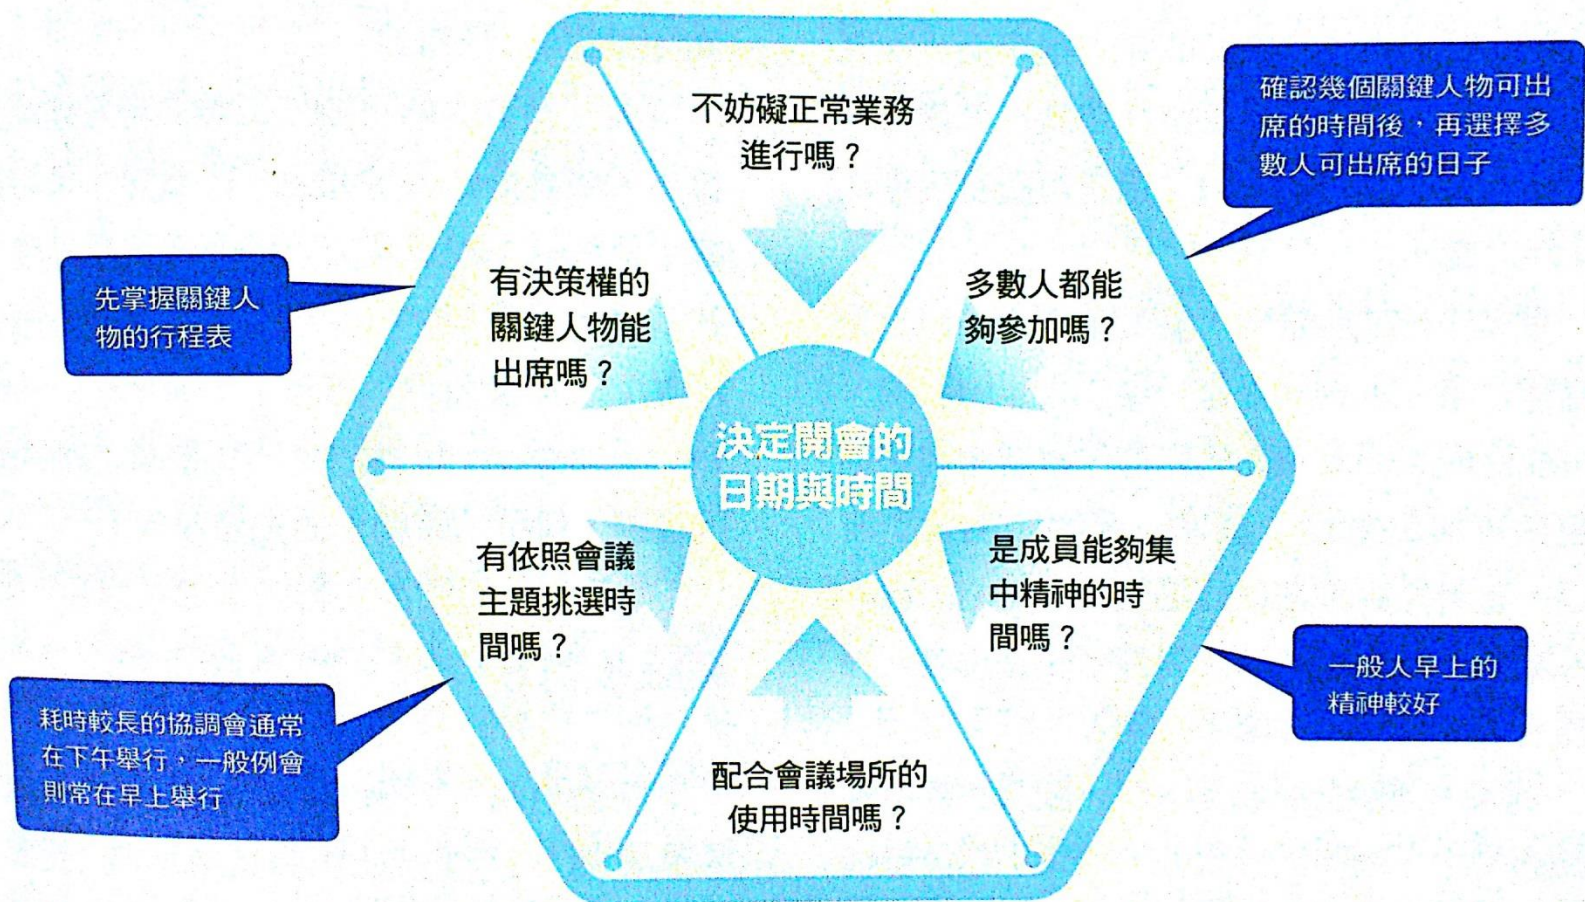 不妨礙正常業務
進行嗎？
確認幾個關鍵人物可出
席的時間後，再選擇多
數人可出席的日子
先掌握關鍵人
物的行程表
有決策權的
關鍵人物能
出席嗎？
多數人都能
夠參加嗎？
決定開會的
日期與時間
有依照會議
主題挑選時
間嗎？
是成員能夠集
中精神的時
間嗎？
耗時較長的協調會通常
在下午舉行，一般例會
則常在早上舉行
一般人早上的
精神較好
配合會議場所的
使用時間嗎？